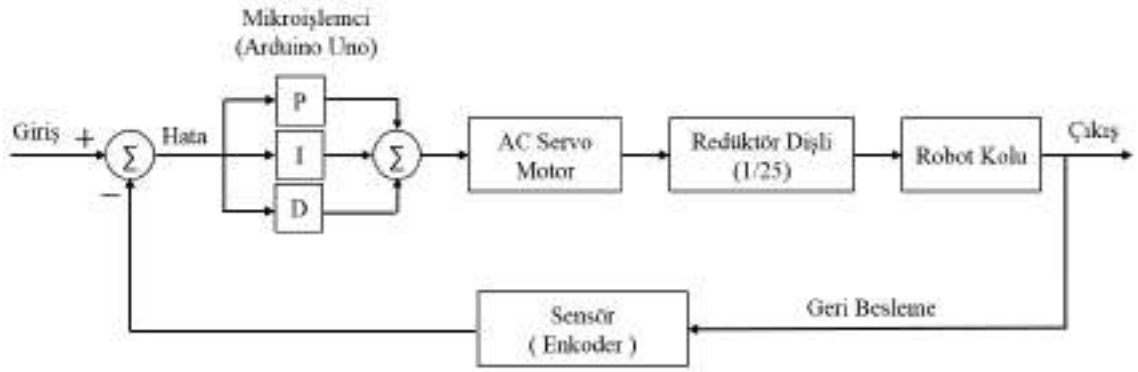 Mikroişlemci
(Arduino Uno)
Giriş
+
Σ
−
Hata
P
I
D
Σ
AC Servo
Motor
Redüktör Dişli
(1/25)
Robot Kolu
Çıkış
Geri Besleme
Sensör
( Enkoder )